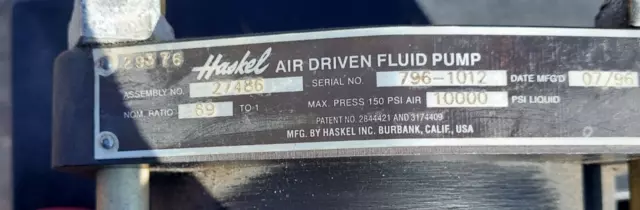 29376
Haskel AIR DRIVEN FLUID PUMP
ASSEMBLY NO. 27486 SERIAL NO. 796-1012 DATE MFG'D 07/96
NOM. RATIO 89 TO-1 MAX. PRESS 150 PSI AIR 10000 PSI LIQUID
PATENT NO. 2844421 AND 3174409
MFG. BY HASKEL INC. BURBANK, CALIF., USA